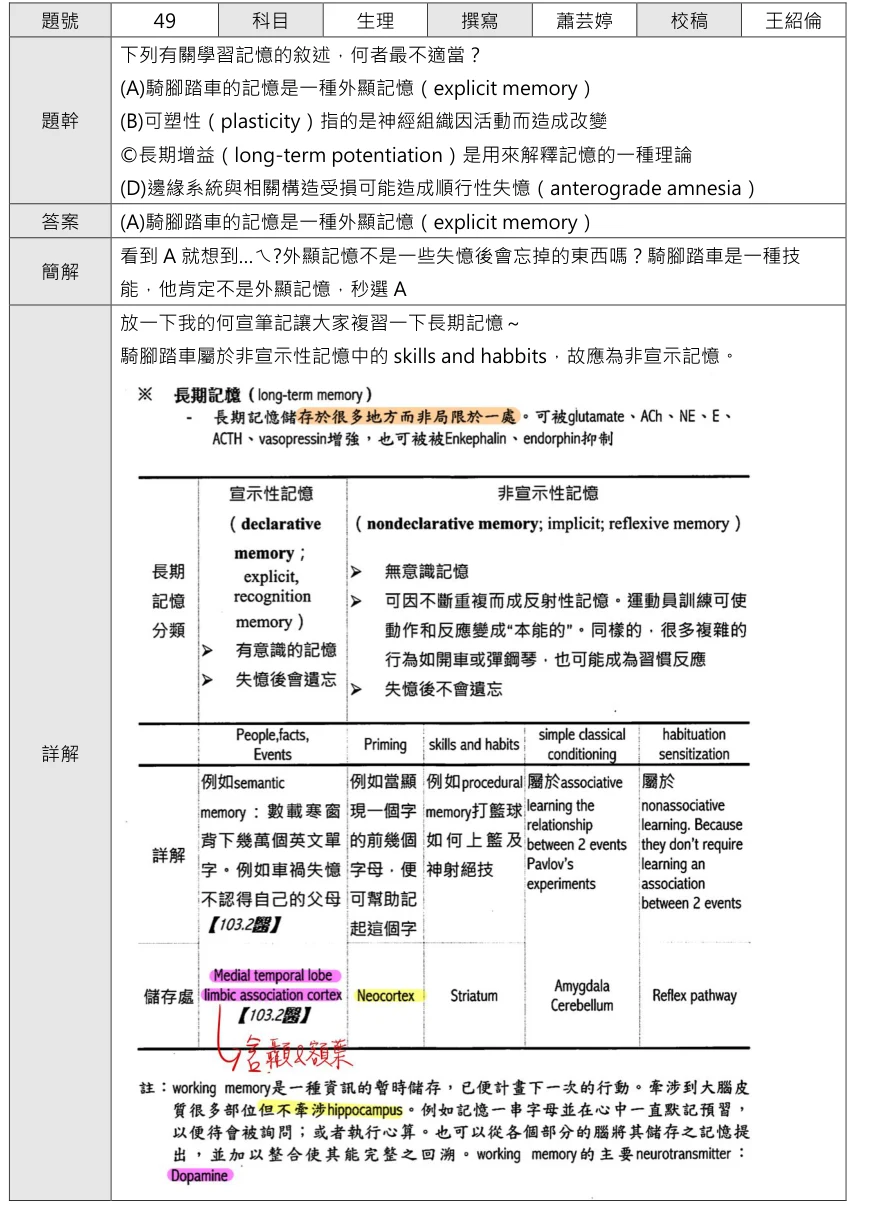 題號 49 科目 生理 撰寫 蕭芸婷 校稿 王紹倫
題幹
下列有關學習記憶的敘述，何者最不適當？
(A)騎腳踏車的記憶是一種外顯記憶（explicit memory）
(B)可塑性（plasticity）指的是神經組織因活動而造成改變
©長期增益（long-term potentiation）是用來解釋記憶的一種理論
(D)邊緣系統與相關構造受損可能造成順行性失憶（anterograde amnesia）
答案 (A)騎腳踏車的記憶是一種外顯記憶（explicit memory）
簡解
看到 A 就想到…ㄟ?外顯記憶不是一些失憶後會忘掉的東西嗎？騎腳踏車是一種技
能，他肯定不是外顯記憶，秒選 A
詳解
放一下我的何宣筆記讓大家複習一下長期記憶～
騎腳踏車屬於非宣示性記憶中的 skills and habbits，故應為非宣示記憶。
※ 長期記憶（long-term memory）
- 長期記憶儲存於很多地方而非局限於一處。可被glutamate、ACh、NE、E、
ACTH、vasopressin增強，也可被被Enkephalin、endorphin抑制
長期
記憶
分類
宣示性記憶
（declarative
memory；
explicit,
recognition
memory）
➢ 有意識的記憶
➢ 失憶後會遺忘
非宣示性記憶
（nondeclarative memory; implicit; reflexive memory）
➢ 無意識記憶
➢ 可因不斷重複而成反射性記憶。運動員訓練可使
動作和反應變成“本能的”。同樣的，很多複雜的
行為如開車或彈鋼琴，也可能成為習慣反應
➢ 失憶後不會遺忘
People,facts,
Events
Priming
skills and habits
simple classical
conditioning
habituation
sensitization
詳解
例如semantic
memory：數載寒窗
背下幾萬個英文單
字。例如車禍失憶
不認得自己的父母
【103.2醫】
例如當顯
現一個字
的前幾個
字母，便
可幫助記
起這個字
例如procedural
memory打籃球
如何上籃及
神射絕技
屬於associative
learning the
relationship
between 2 events
Pavlov's
experiments
屬於
nonassociative
learning. Because
they don't require
learning an
association
between 2 events
儲存處
Medial temporal lobe
limbic association cortex
【103.2醫】
Neocortex
Striatum
Amygdala
Cerebellum
Reflex pathway
含顳&額葉
註：working memory是一種資訊的暫時儲存，已便計畫下一次的行動。牽涉到大腦皮
質很多部位但不牽涉hippocampus。例如記憶一串字母並在心中一直默記預習，
以便待會被詢問；或者執行心算。也可以從各個部分的腦將其儲存之記憶提
出，並加以整合使其能完整之回溯。working memory的主要neurotransmitter：
Dopamine